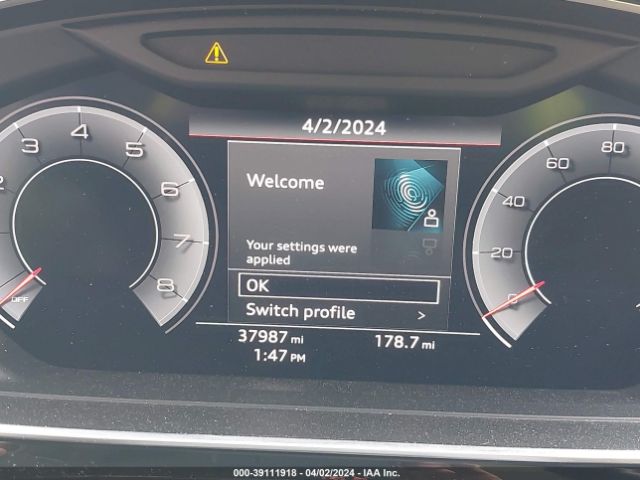 4/2/2024
3 4 5 6 7 8
2
OFF
Welcome
Your settings were
applied
OK
Switch profile >
0 20 40 60 80
37987 mi 178.7 mi
1:47 PM
000-39111918 - 04/02/2024 - IAA Inc.